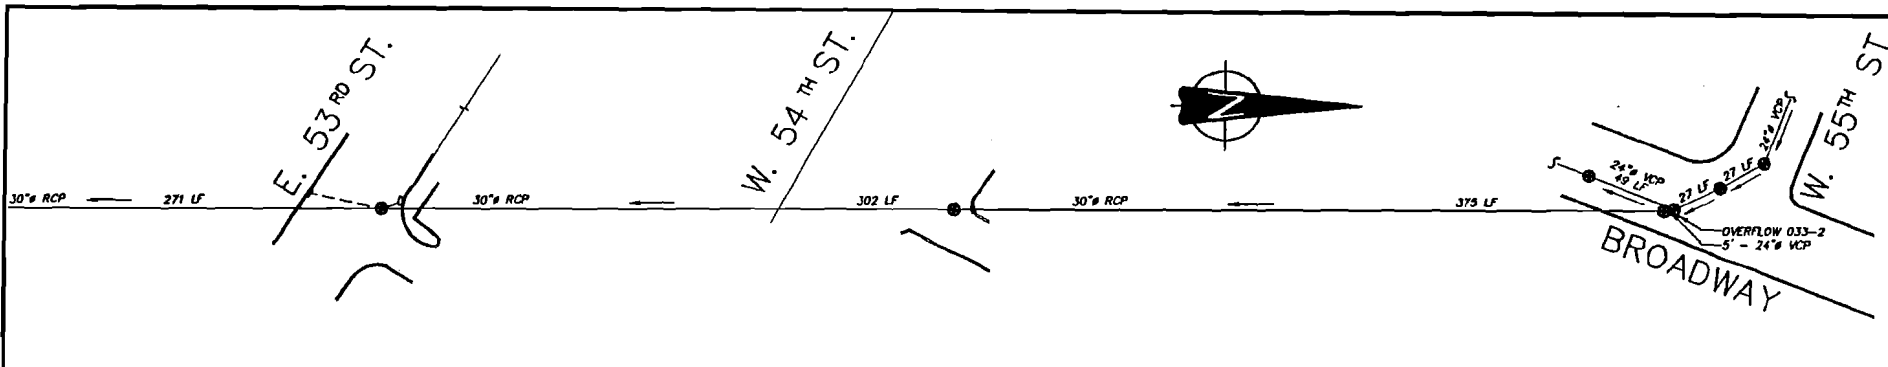 E. 53RD ST.
W. 54TH ST.
W. 55TH ST
N
30"ø RCP
271 LF
30"ø RCP
302 LF
30"ø RCP
375 LF
S
24"ø VCP
49 LF
27 LF
27 LF
24"ø VCP
S
OVERFLOW 033-2
5' - 24"ø VCP
BROADWAY